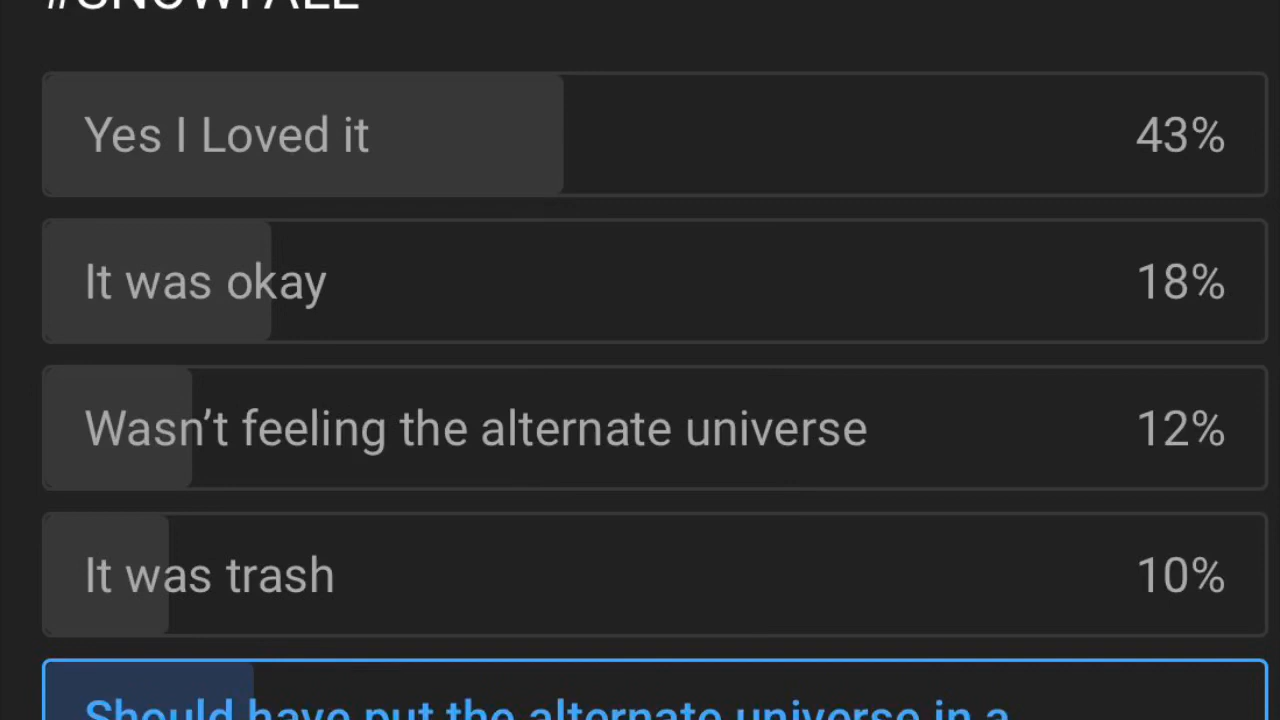 #SNOWFALL
Yes I Loved it 43%
It was okay 18%
Wasn’t feeling the alternate universe 12%
It was trash 10%
Should have put the alternate universe in a